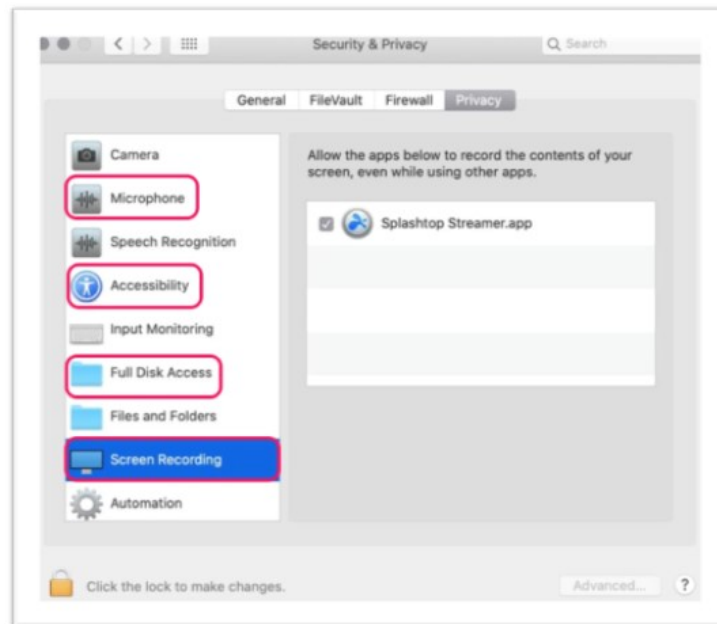 Security & Privacy
Search
General FileVault Firewall Privacy
Camera
Microphone
Speech Recognition
Accessibility
Input Monitoring
Full Disk Access
Files and Folders
Screen Recording
Automation
Allow the apps below to record the contents of your
screen, even while using other apps.
Splashtop Streamer.app
Click the lock to make changes.
Advanced...
?